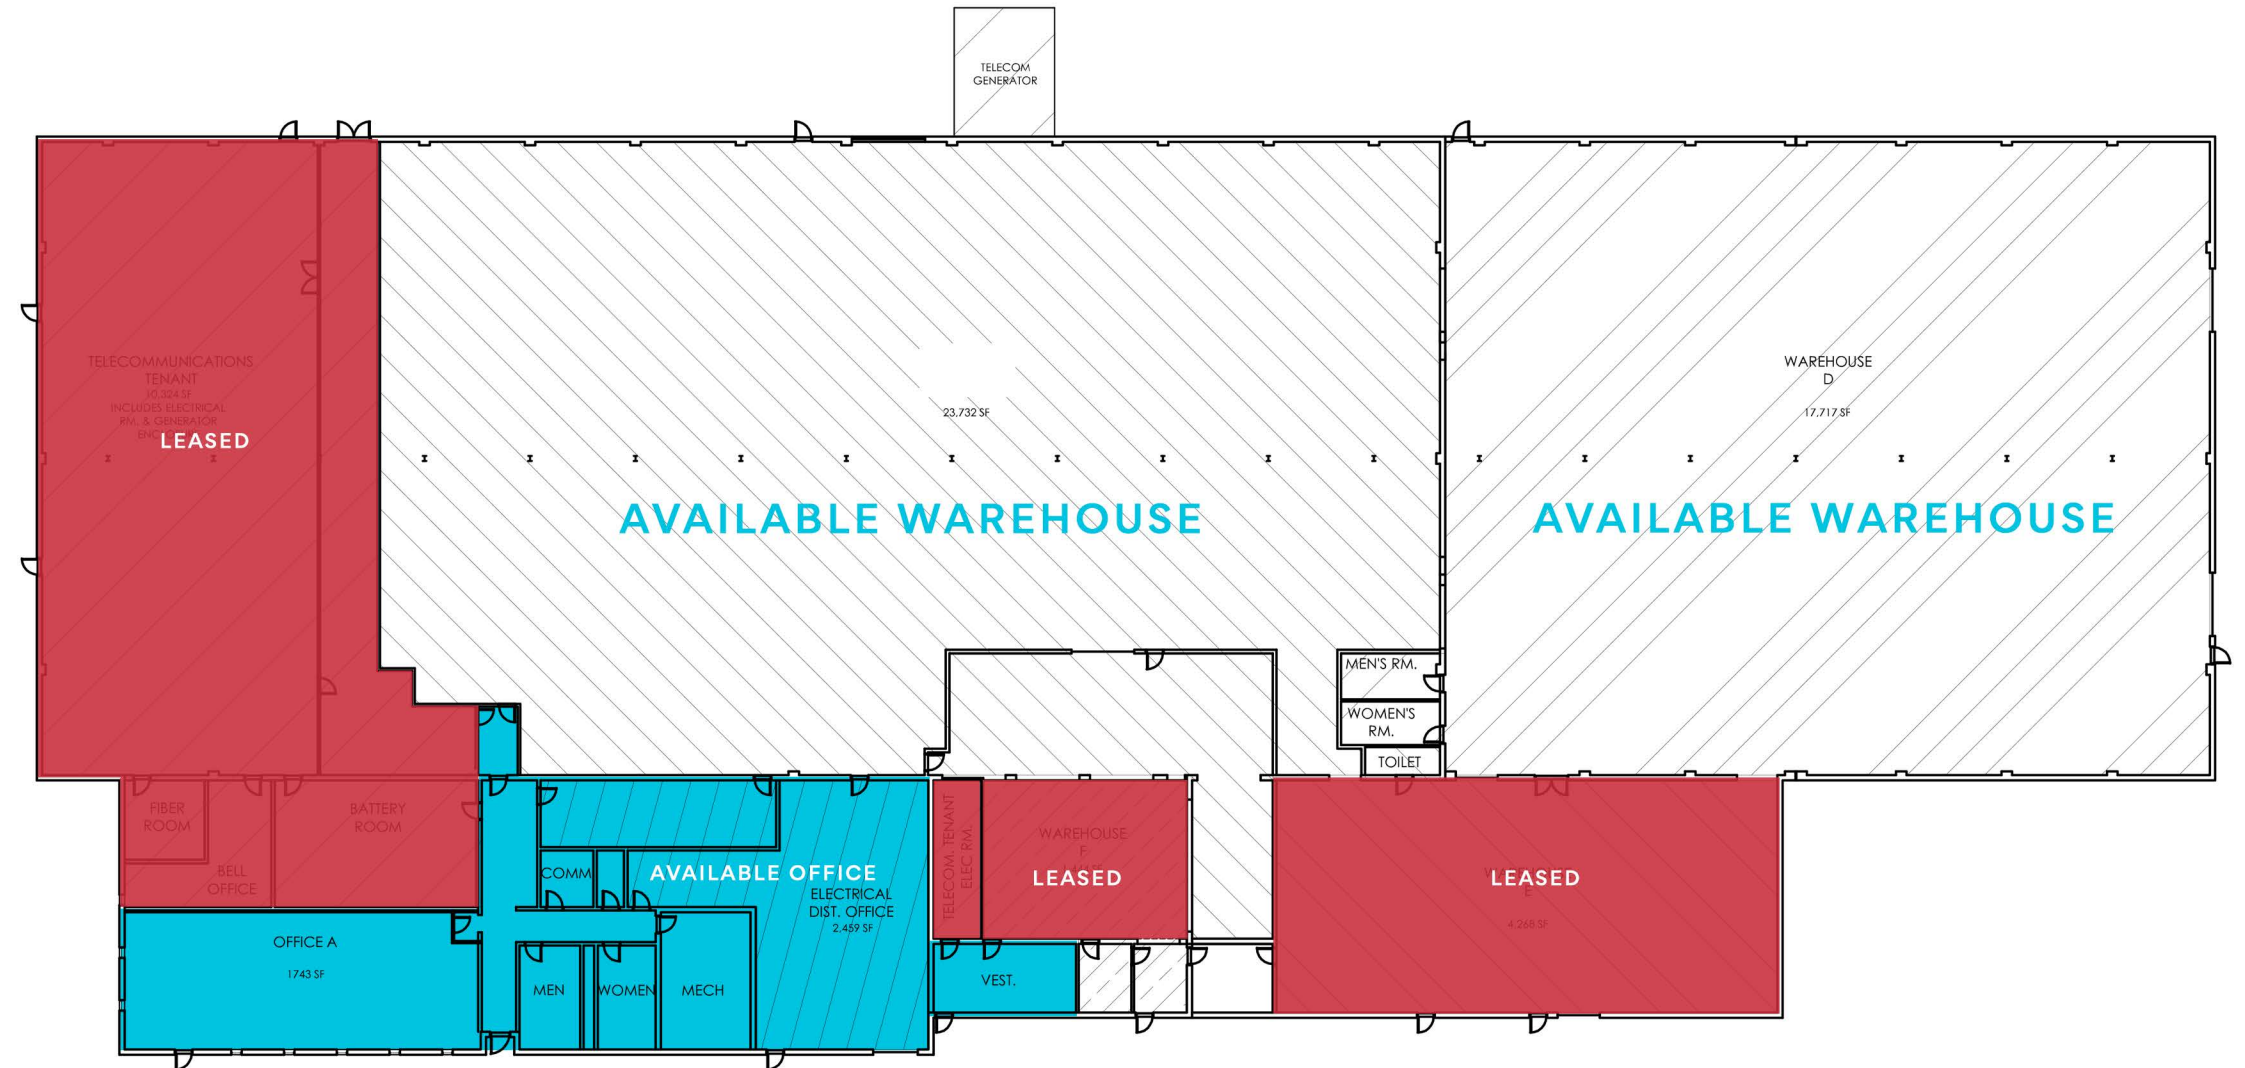 TELECOM
GENERATOR
TELECOMMUNICATIONS
TENANT
10,324 SF
INCLUDES ELECTRICAL
RM. & GENERATOR
LEASED
23,732 SF
AVAILABLE WAREHOUSE
WAREHOUSE
D
17,717 SF
AVAILABLE WAREHOUSE
MEN'S RM.
WOMEN'S
RM.
TOILET
FIBER
ROOM
BATTERY
ROOM
BELL
OFFICE
COMM
AVAILABLE OFFICE
ELECTRICAL
DIST. OFFICE
2,459 SF
TELECOM. TENANT
ELEC RM.
WAREHOUSE
F
LEASED
LEASED
4,268 SF
OFFICE A
1743 SF
MEN
WOMEN
MECH
VEST.